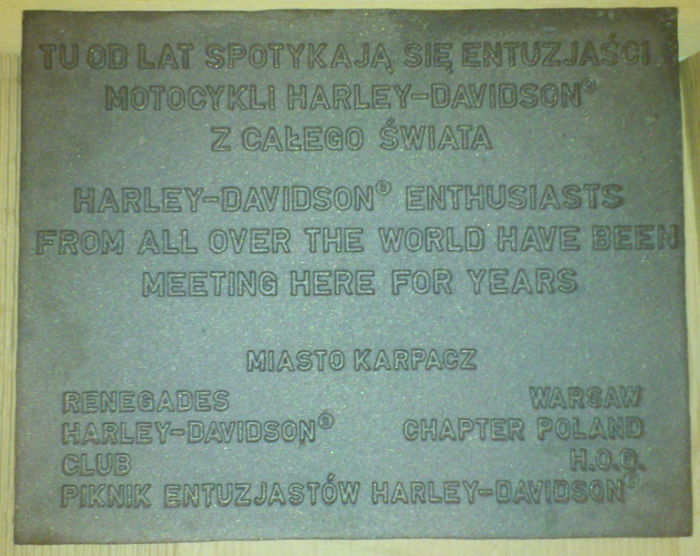 TU OD LAT SPOTYKAJĄ SIĘ ENTUZJAŚCI
MOTOCYKLI HARLEY-DAVIDSON®
Z CAŁEGO ŚWIATA
HARLEY-DAVIDSON® ENTHUSIASTS
FROM ALL OVER THE WORLD HAVE BEEN
MEETING HERE FOR YEARS
MIASTO KARPACZ
RENEGADES
HARLEY-DAVIDSON®
CLUB
WARSAW
CHAPTER POLAND
H.O.G.
PIKNIK ENTUZJASTÓW HARLEY-DAVIDSON®